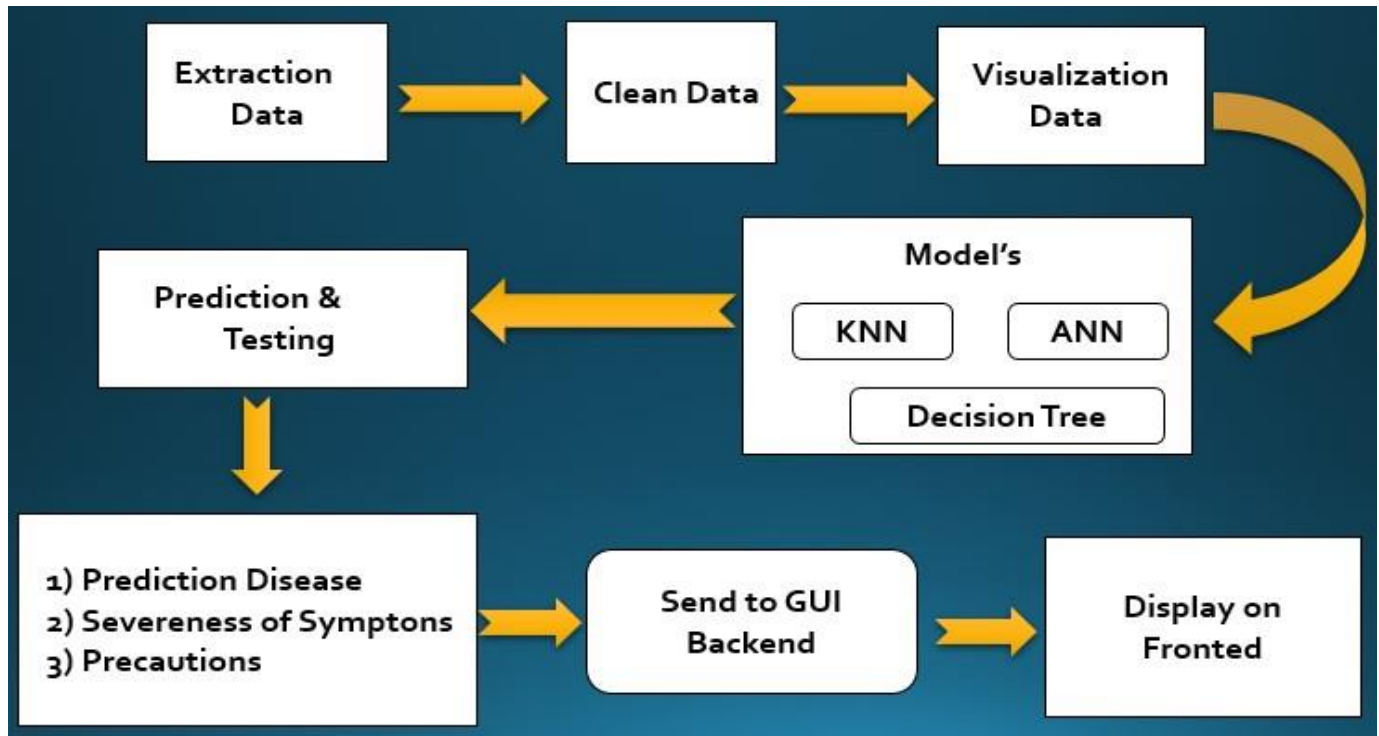 Extraction
Data
Clean Data
Visualization
Data
Model's
KNN
ANN
Decision Tree
Prediction &
Testing
1) Prediction Disease
2) Severeness of Symptons
3) Precautions
Send to GUI
Backend
Display on
Fronted